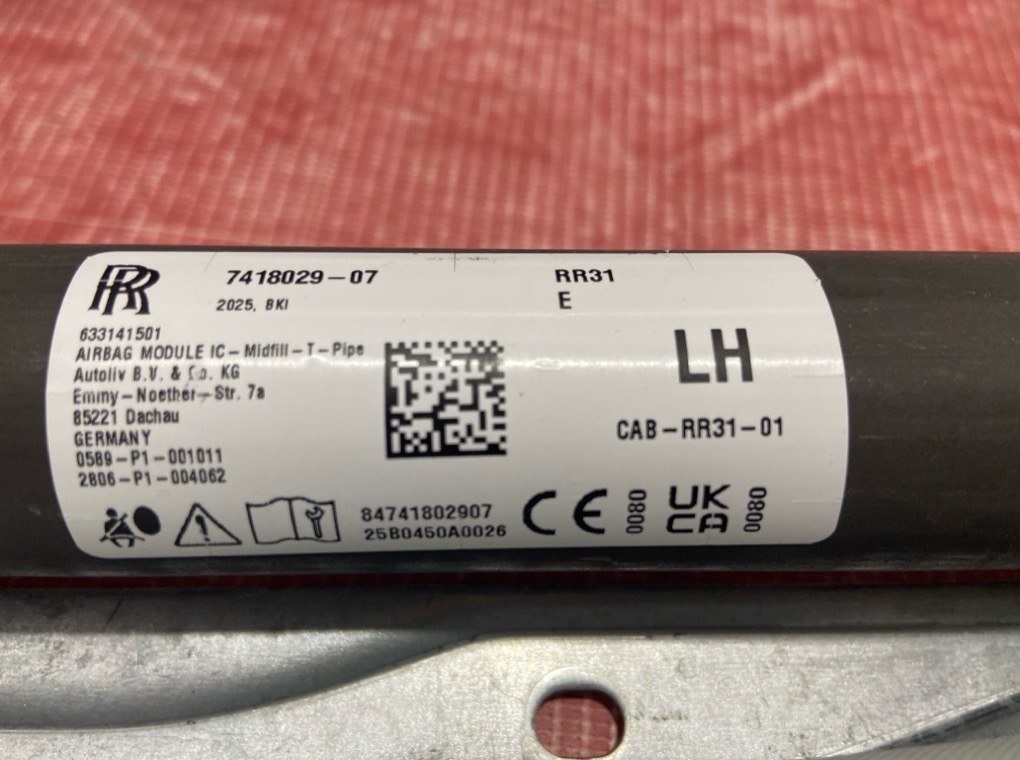 RR
7418029-07
RR31
2025, BKI
E
633141501
AIRBAG MODULE IC-Midfill-T-Pipe
Autoliv B.V. & Co. KG
Emmy-Noether-Str. 7a
85221 Dachau
GERMANY
0589-P1-001011
2806-P1-004062
LH
CAB-RR31-01
84741802907
25B0450A0026
CE
0080
UK
CA
0080